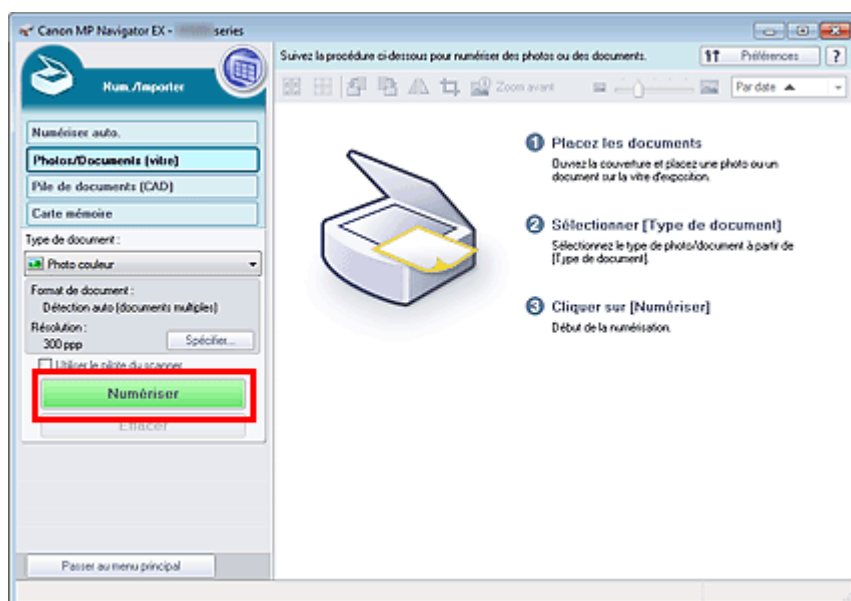 Canon MP Navigator EX - series
Num./Importer
Numériser auto.
Photos/Documents (vitre)
Pile de documents (CAD)
Carte mémoire
Type de document :
Photo couleur
Format de document :
Détection auto (documents multiples)
Résolution :
300 ppp
Spécifier...
Utiliser le pilote du scanner
Numériser
Effacer
Passer au menu principal
Suivez la procédure ci-dessous pour numériser des photos ou des documents.
Préférences
?
Zoom avant
Par date
1 Placez les documents
Ouvrez la couverture et placez une photo ou un
document sur la vitre d'exposition.
2 Sélectionner [Type de document]
Sélectionnez le type de photo/document à partir de
[Type de document].
3 Cliquer sur [Numériser]
Début de la numérisation.